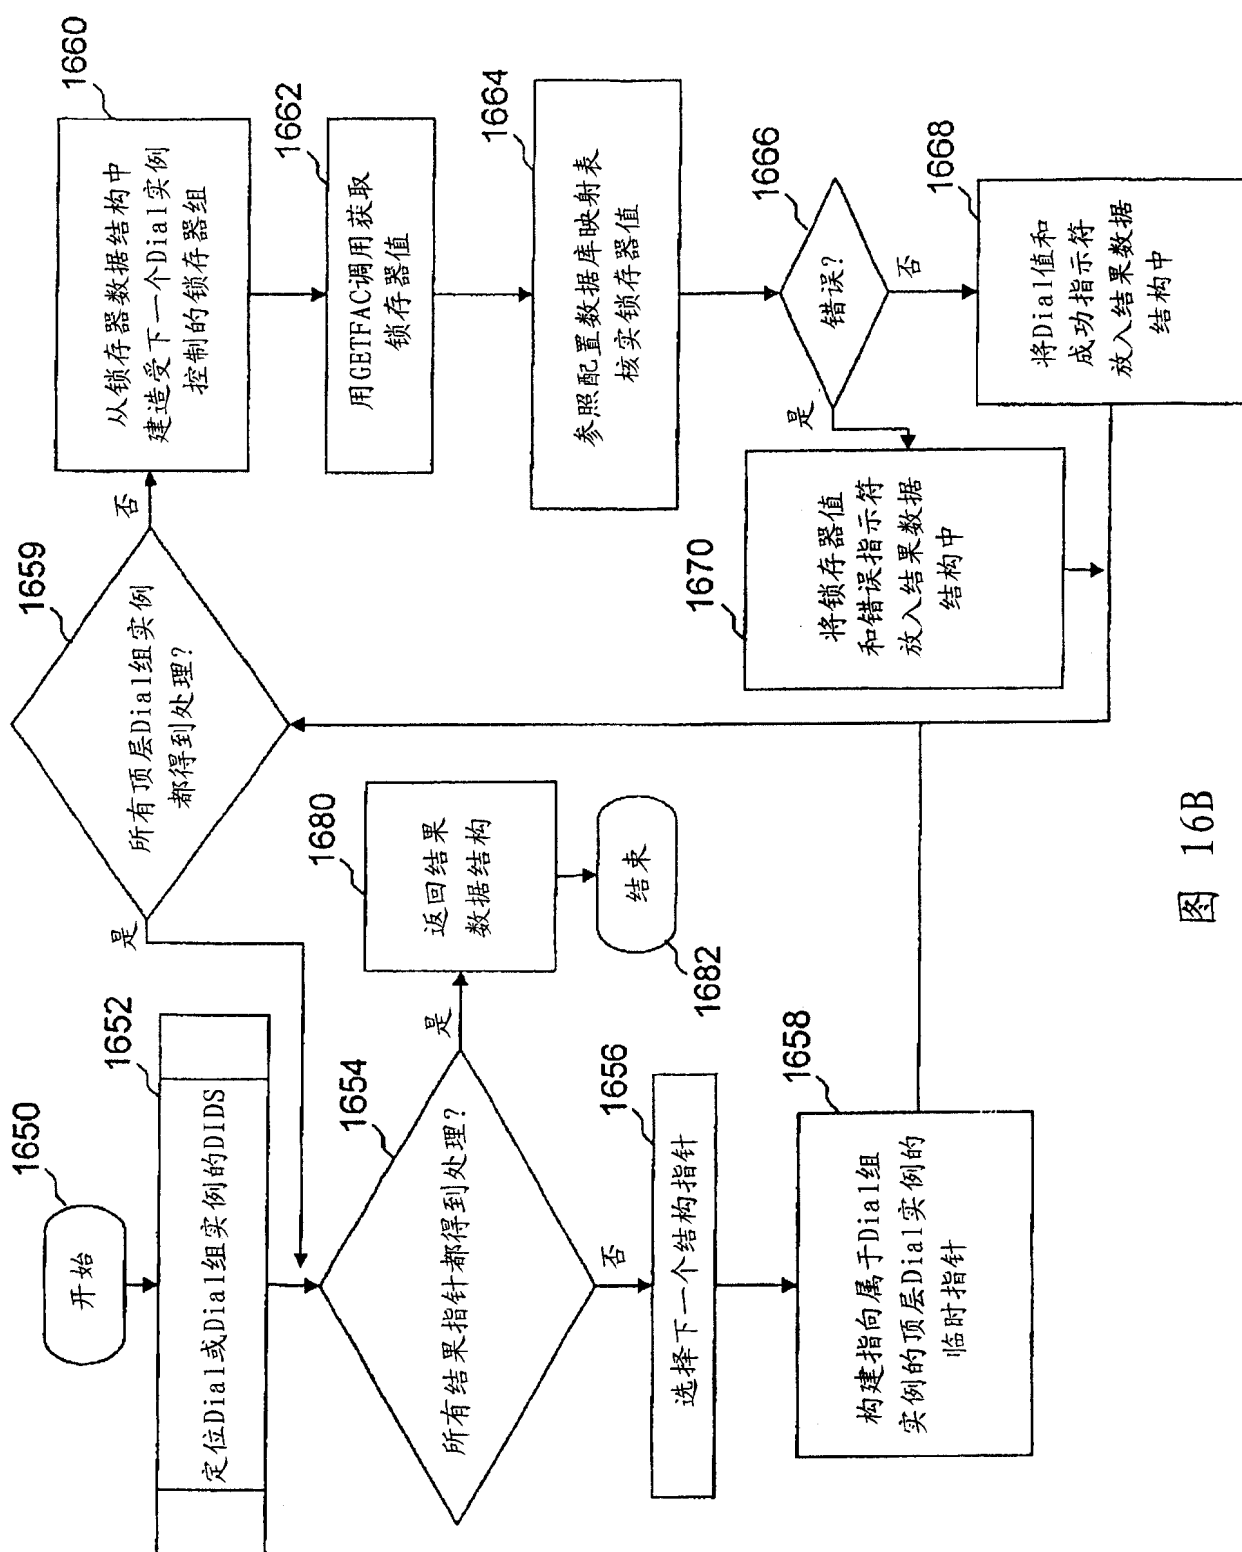 1650
开始
1652
定位Dial或Dial组实例的DIDS
1654
所有结果指针都得到处理?
是
否
1656
选择下一个结构指针
1658
构建指向属于Dial组
实例的顶层Dial实例的
临时指针
1680
返回结果
数据结构
结束
1682
1659
所有顶层Dial组实例
都得到处理?
是
否
1660
从锁存器数据结构中
建造受下一个Dial实例
控制的锁存器组
1662
用GETFAC调用获取
锁存器值
1664
参照配置数据库映射表
核实锁存器值
1666
错误?
是
否
1668
将Dial值和
成功指示符
放入结果数据
结构中
1670
将锁存器值
和错误指示符
放入结果数据
结构中
图 16B